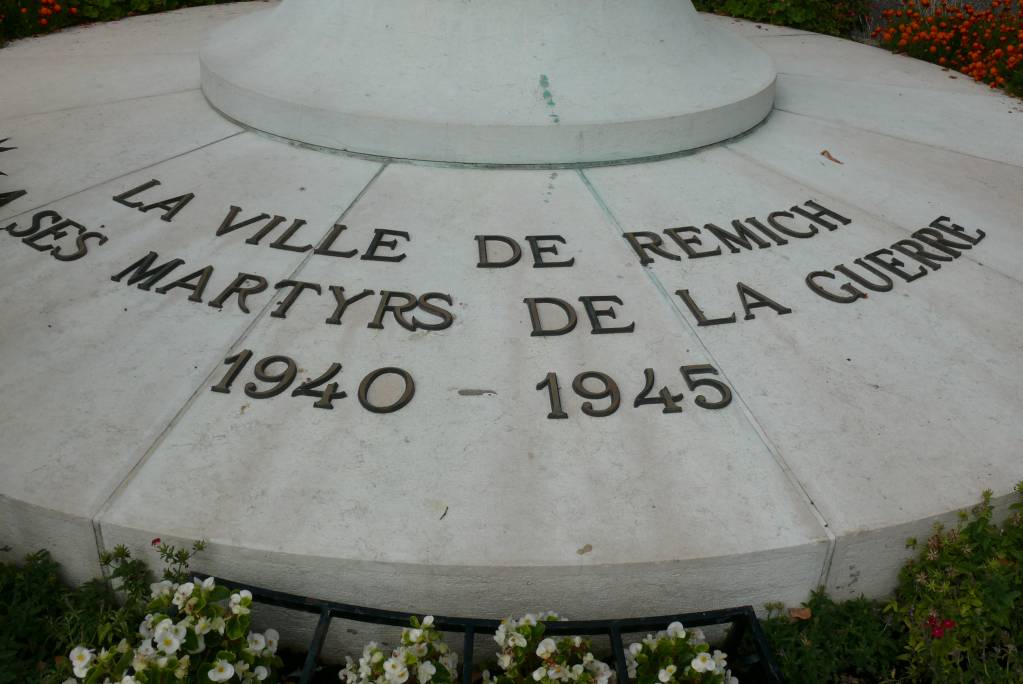 LA VILLE DE REMICH
A SES MARTYRS DE LA GUERRE
1940 - 1945